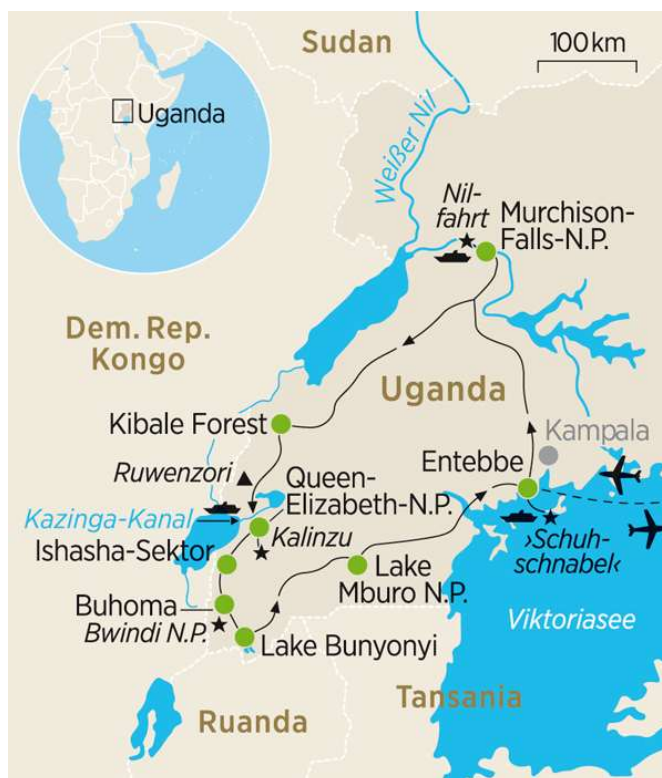 Sudan
100 km
Uganda
Weißer Nil
Nil-
fahrt
Murchison-
Falls-N.P.
Dem. Rep.
Kongo
Uganda
Kibale Forest
Kampala
Entebbe
Ruwenzori
Queen-
Elizabeth-N.P.
Kazinga-Kanal
Kalinzu
›Schuh-
schnabel‹
Ishasha-Sektor
Lake
Mburo N.P.
Buhoma
Bwindi N.P.
Viktoriasee
Lake Bunyonyi
Tansania
Ruanda